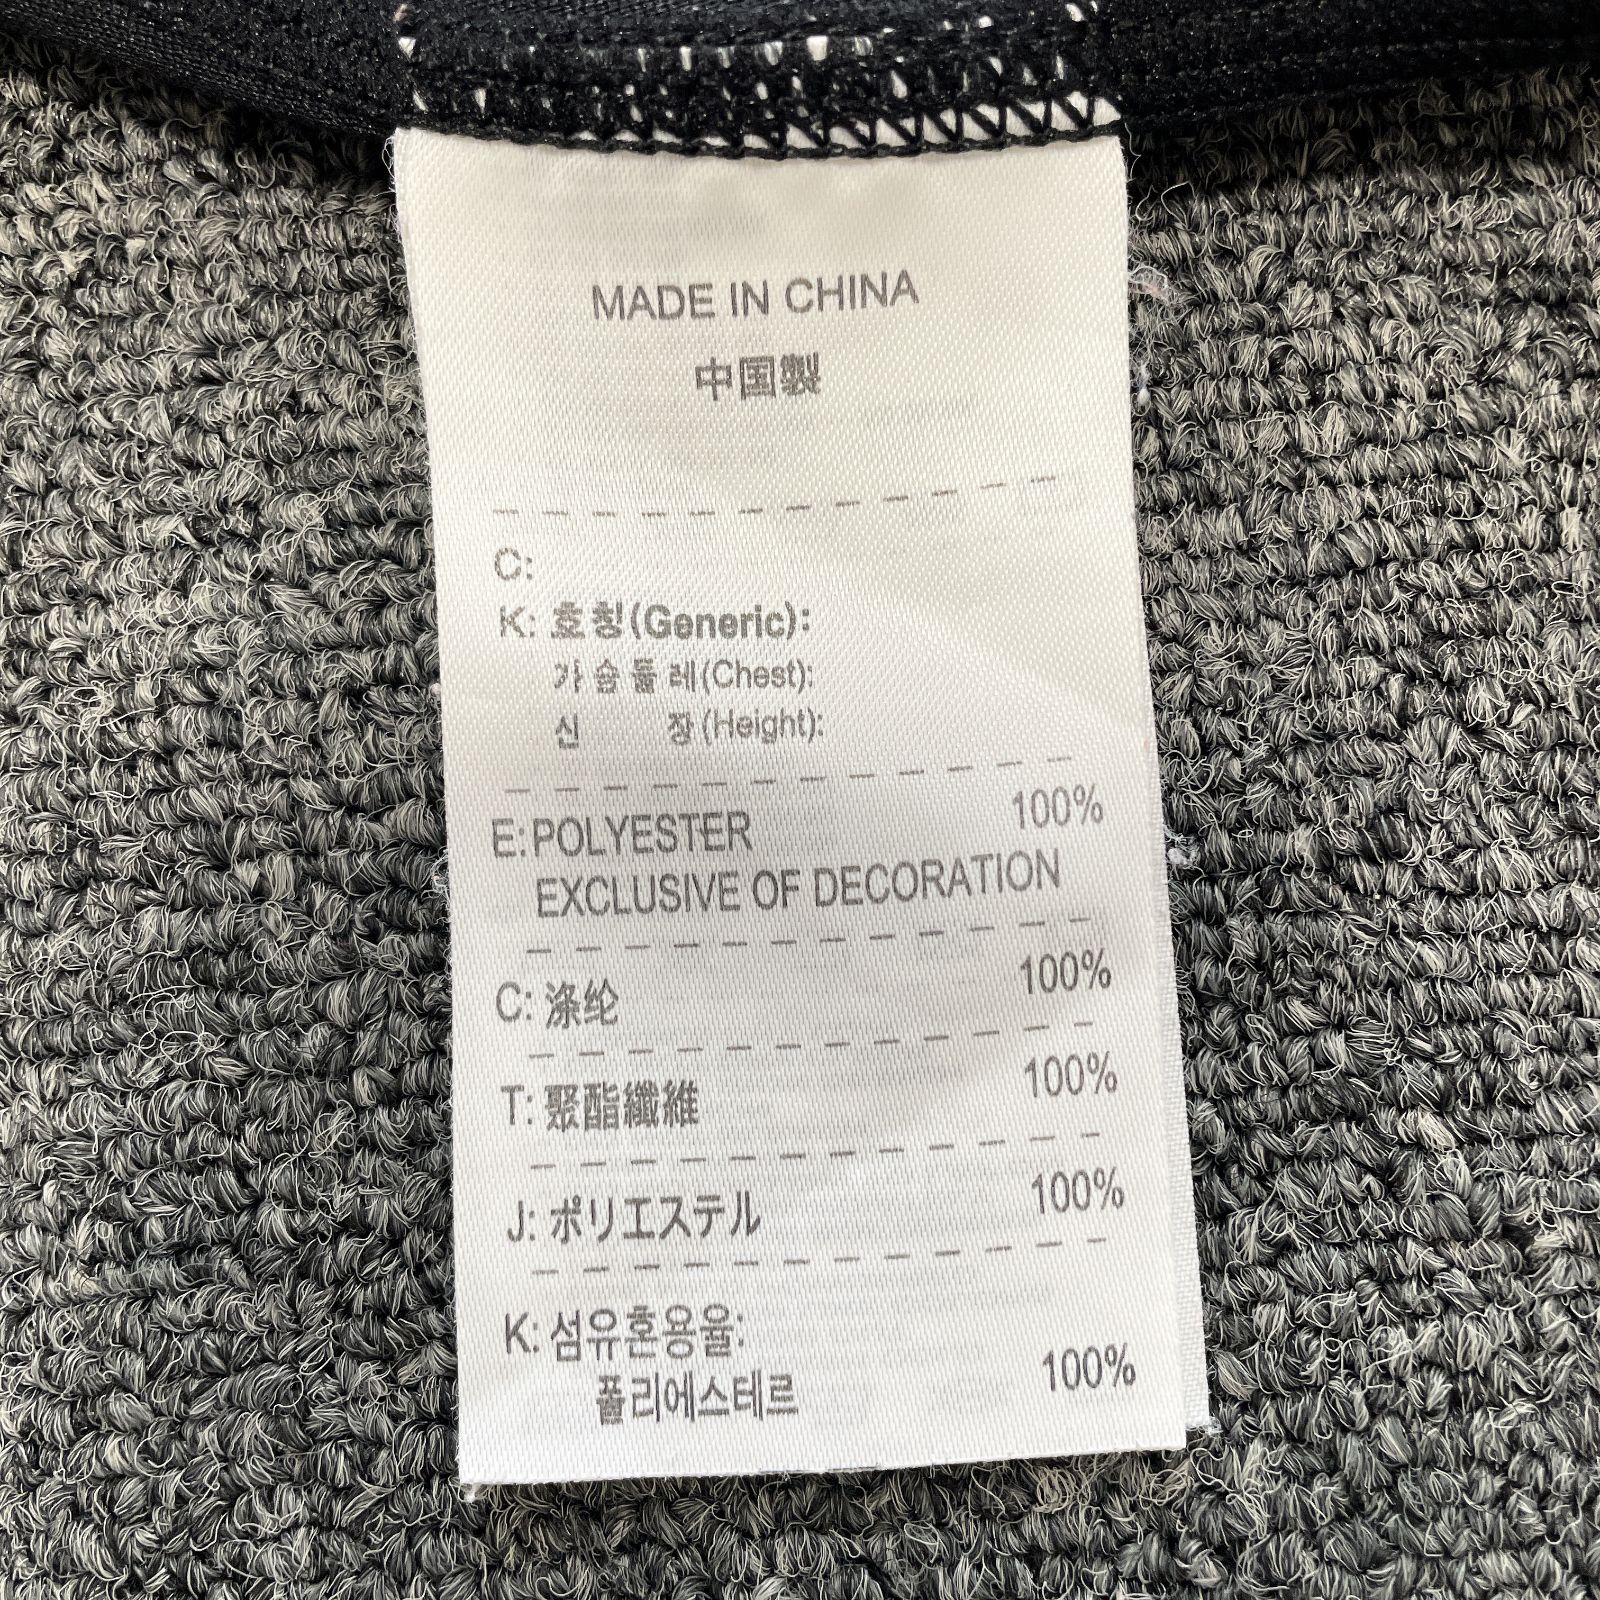 MADE IN CHINA
中国製
C:
K: 호칭(Generic):
가슴둘레(Chest):
신 장(Height):
E: POLYESTER 100%
EXCLUSIVE OF DECORATION
C: 涤纶 100%
T: 聚酯纖維 100%
J: ポリエステル 100%
K: 섬유혼용율:
폴리에스테르 100%